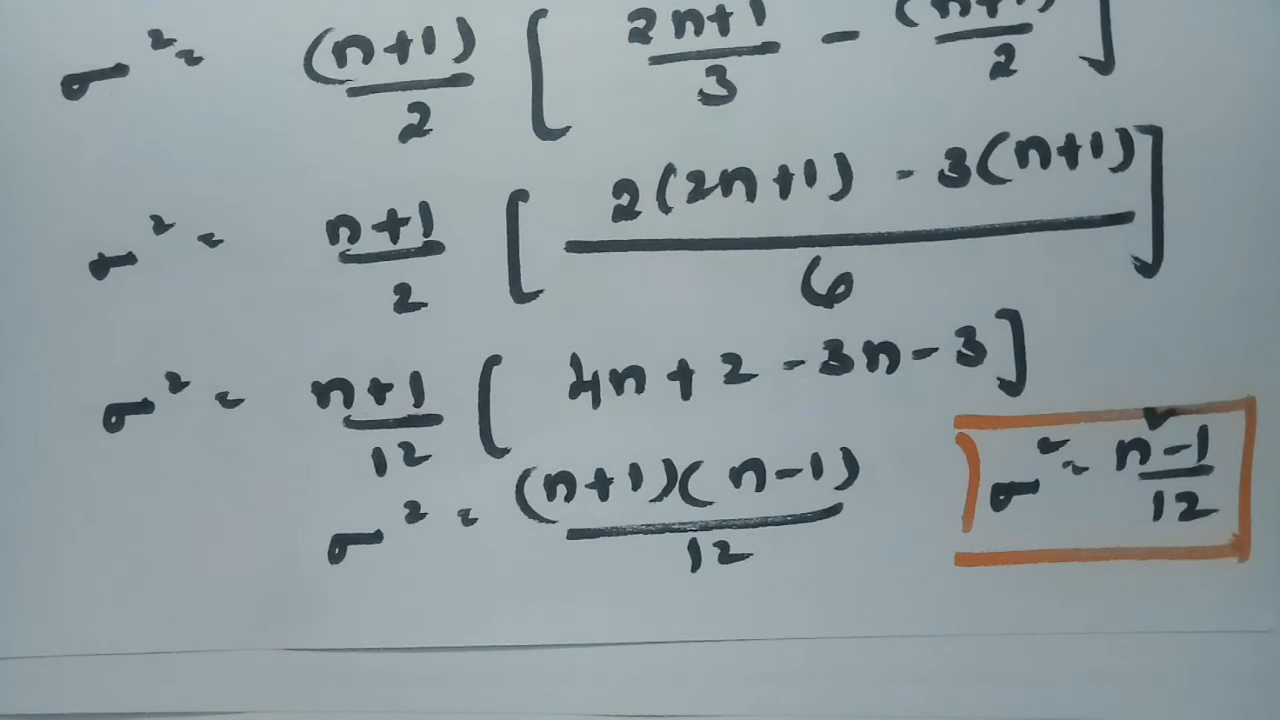 σ² = (n+1)/2 [ 2n+1/3 - (n+1)/2 ]
σ² = n+1/2 [ 2(2n+1) - 3(n+1)/6 ]
σ² = n+1/12 [ 4n+2-3n-3 ]
σ² = (n+1)(n-1)/12
σ² = n-1/12